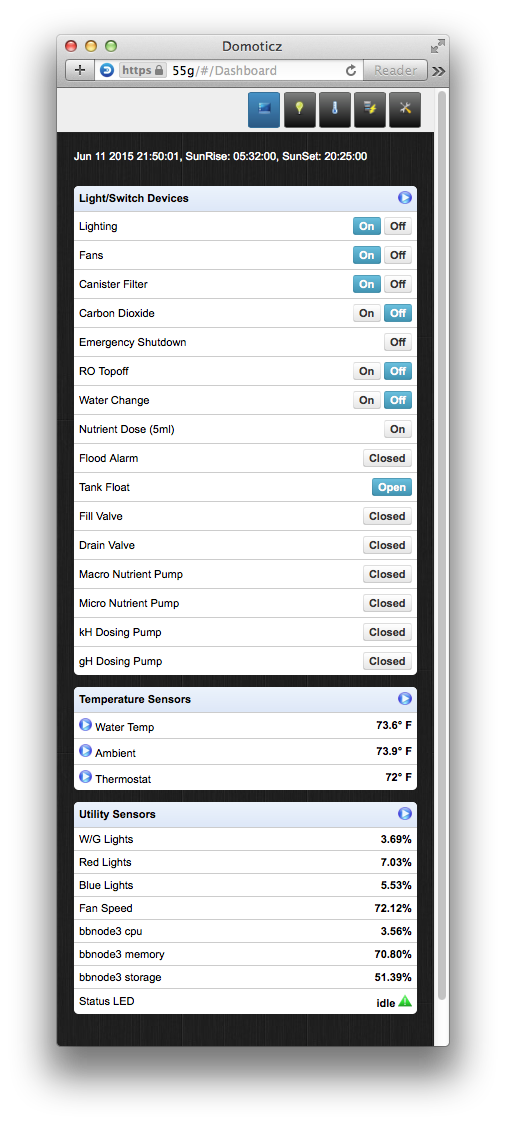 Domoticz
https 55g/#/Dashboard Reader
Jun 11 2015 21:50:01, SunRise: 05:32:00, SunSet: 20:25:00
Light/Switch Devices
Lighting On Off
Fans On Off
Canister Filter On Off
Carbon Dioxide On Off
Emergency Shutdown Off
RO Topoff On Off
Water Change On Off
Nutrient Dose (5ml) On
Flood Alarm Closed
Tank Float Open
Fill Valve Closed
Drain Valve Closed
Macro Nutrient Pump Closed
Micro Nutrient Pump Closed
kH Dosing Pump Closed
gH Dosing Pump Closed
Temperature Sensors
Water Temp 73.6° F
Ambient 73.9° F
Thermostat 72° F
Utility Sensors
W/G Lights 3.69%
Red Lights 7.03%
Blue Lights 5.53%
Fan Speed 72.12%
bbnode3 cpu 3.56%
bbnode3 memory 70.80%
bbnode3 storage 51.39%
Status LED idle